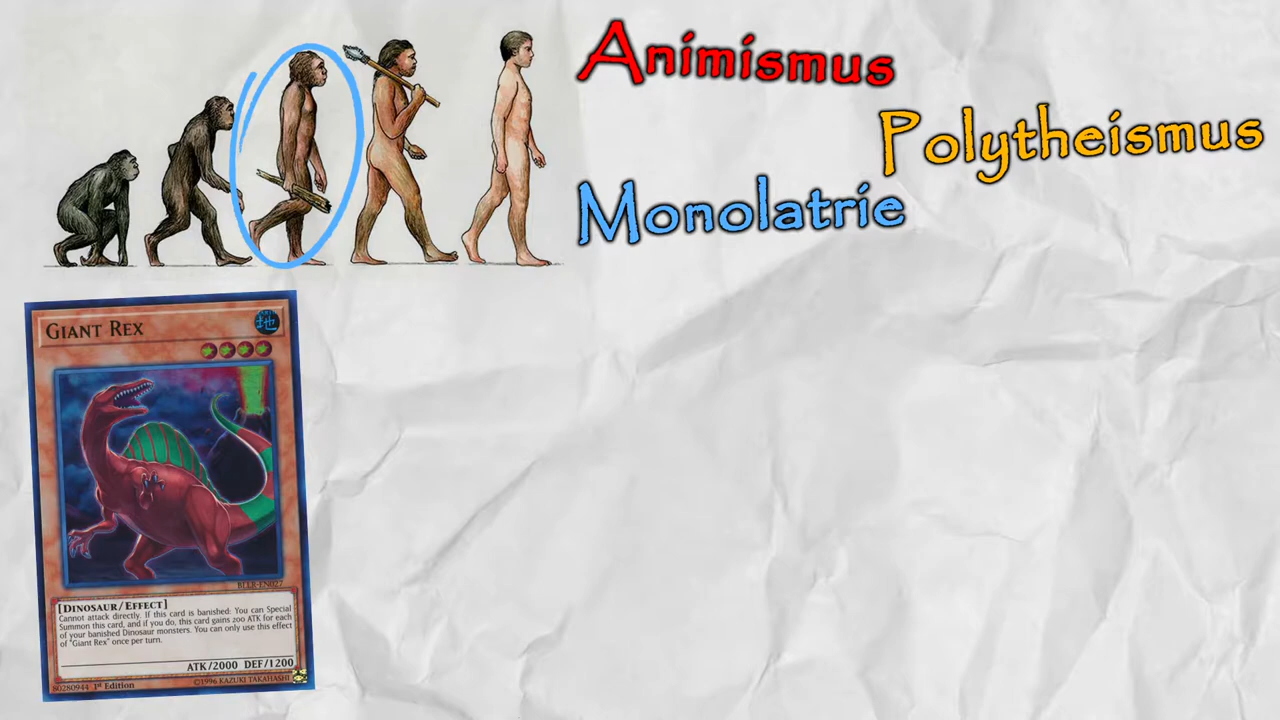 Animismus
Polytheismus
Monolatrie
GIANT REX
地
[DINOSAUR/EFFECT]
Cannot attack directly. If this card is banished: You can Special
Summon this card, and if you do, this card gains 200 ATK for each
of your banished Dinosaur monsters. You can only use this effect
of "Giant Rex" once per turn.
ATK/2000 DEF/1200
80280944 1st Edition
©1996 KAZUKI TAKAHASHI